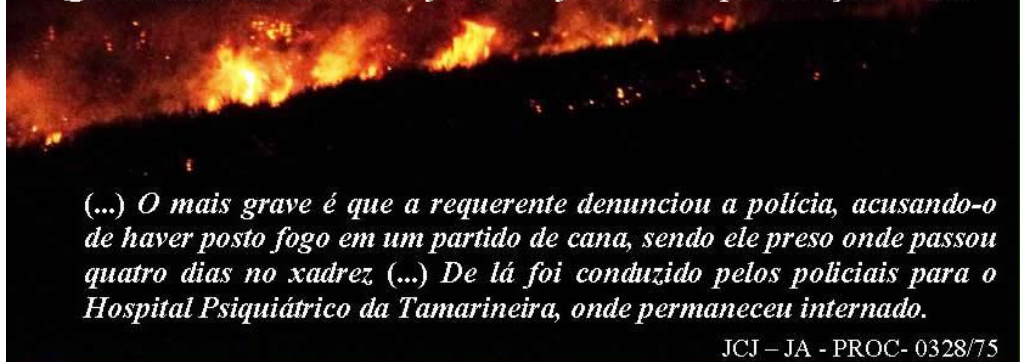 (...) O mais grave é que a requerente denunciou a polícia, acusando-o
de haver posto fogo em um partido de cana, sendo ele preso onde passou
quatro dias no xadrez (...) De lá foi conduzido pelos policiais para o
Hospital Psiquiátrico da Tamarineira, onde permaneceu internado.
JCJ – JA - PROC- 0328/75